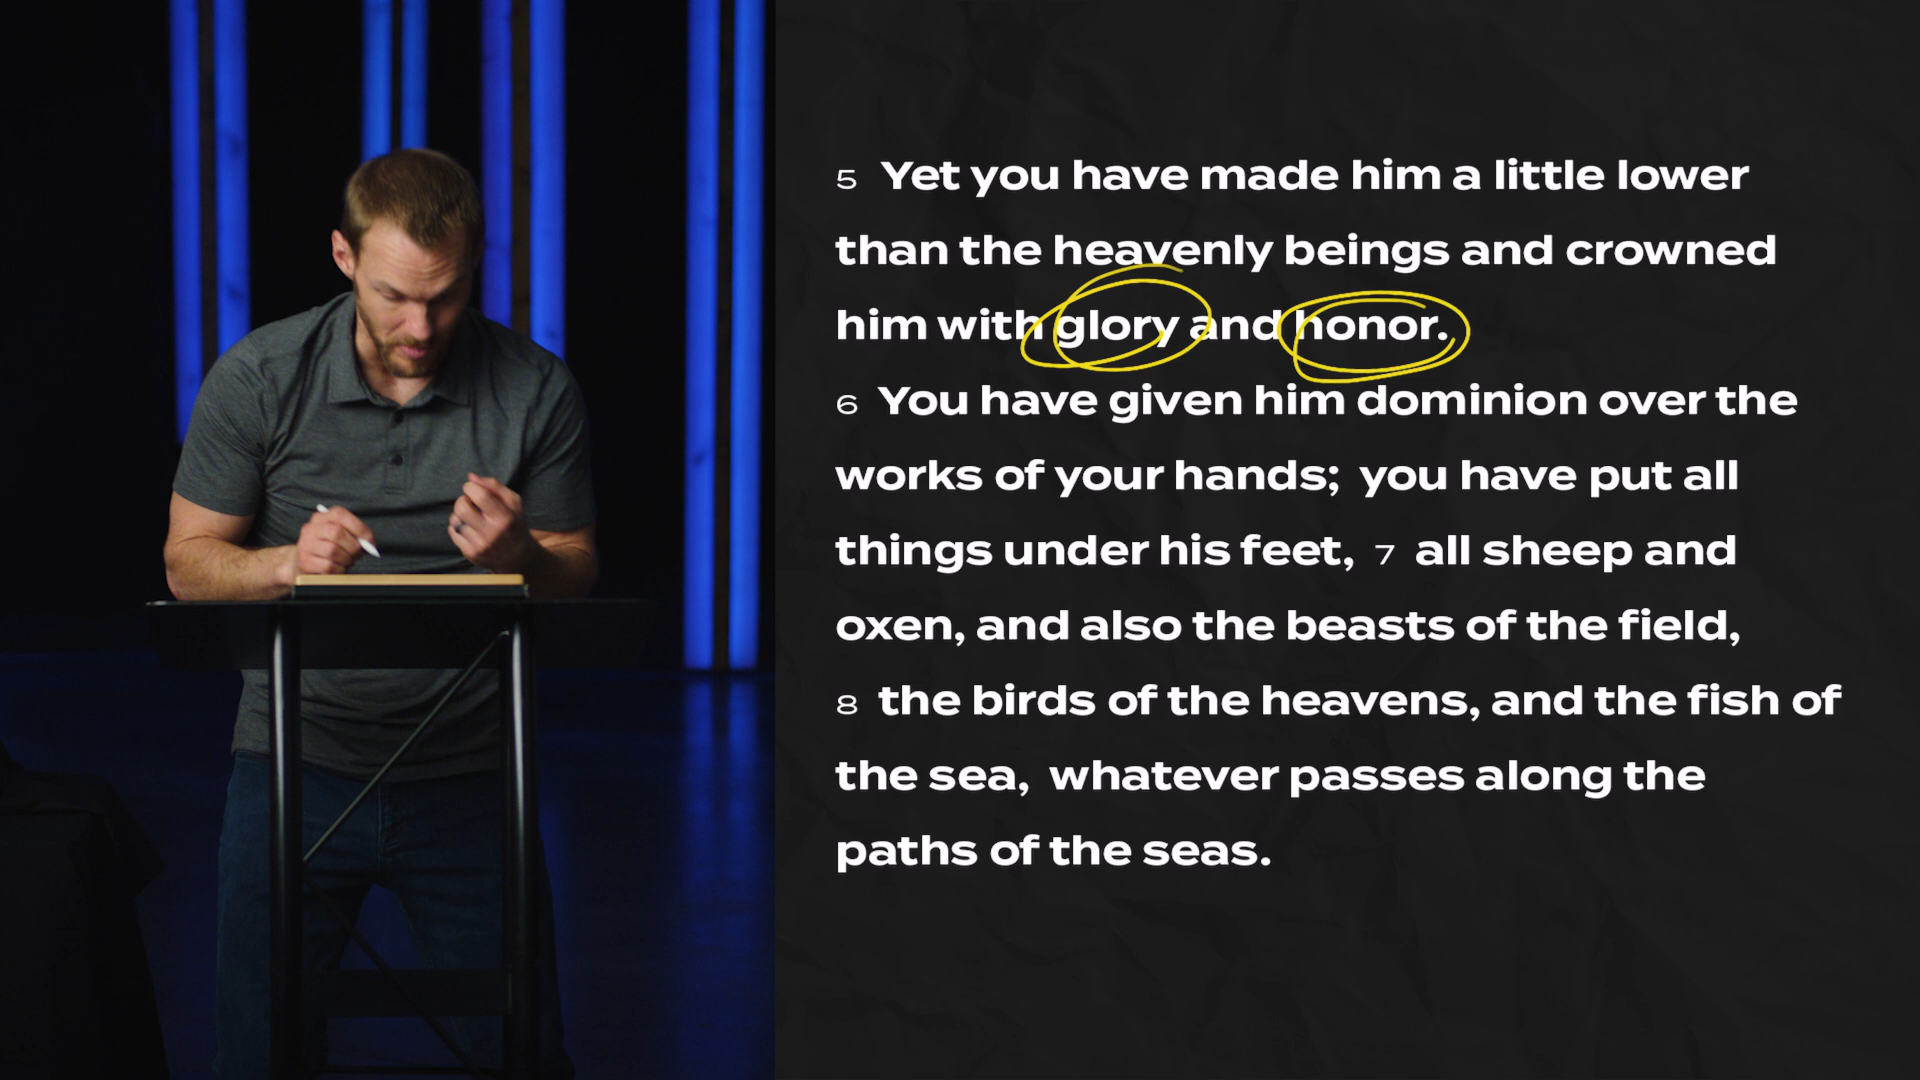 5 Yet you have made him a little lower
than the heavenly beings and crowned
him with glory and honor.
6 You have given him dominion over the
works of your hands; you have put all
things under his feet, 7 all sheep and
oxen, and also the beasts of the field,
8 the birds of the heavens, and the fish of
the sea, whatever passes along the
paths of the seas.